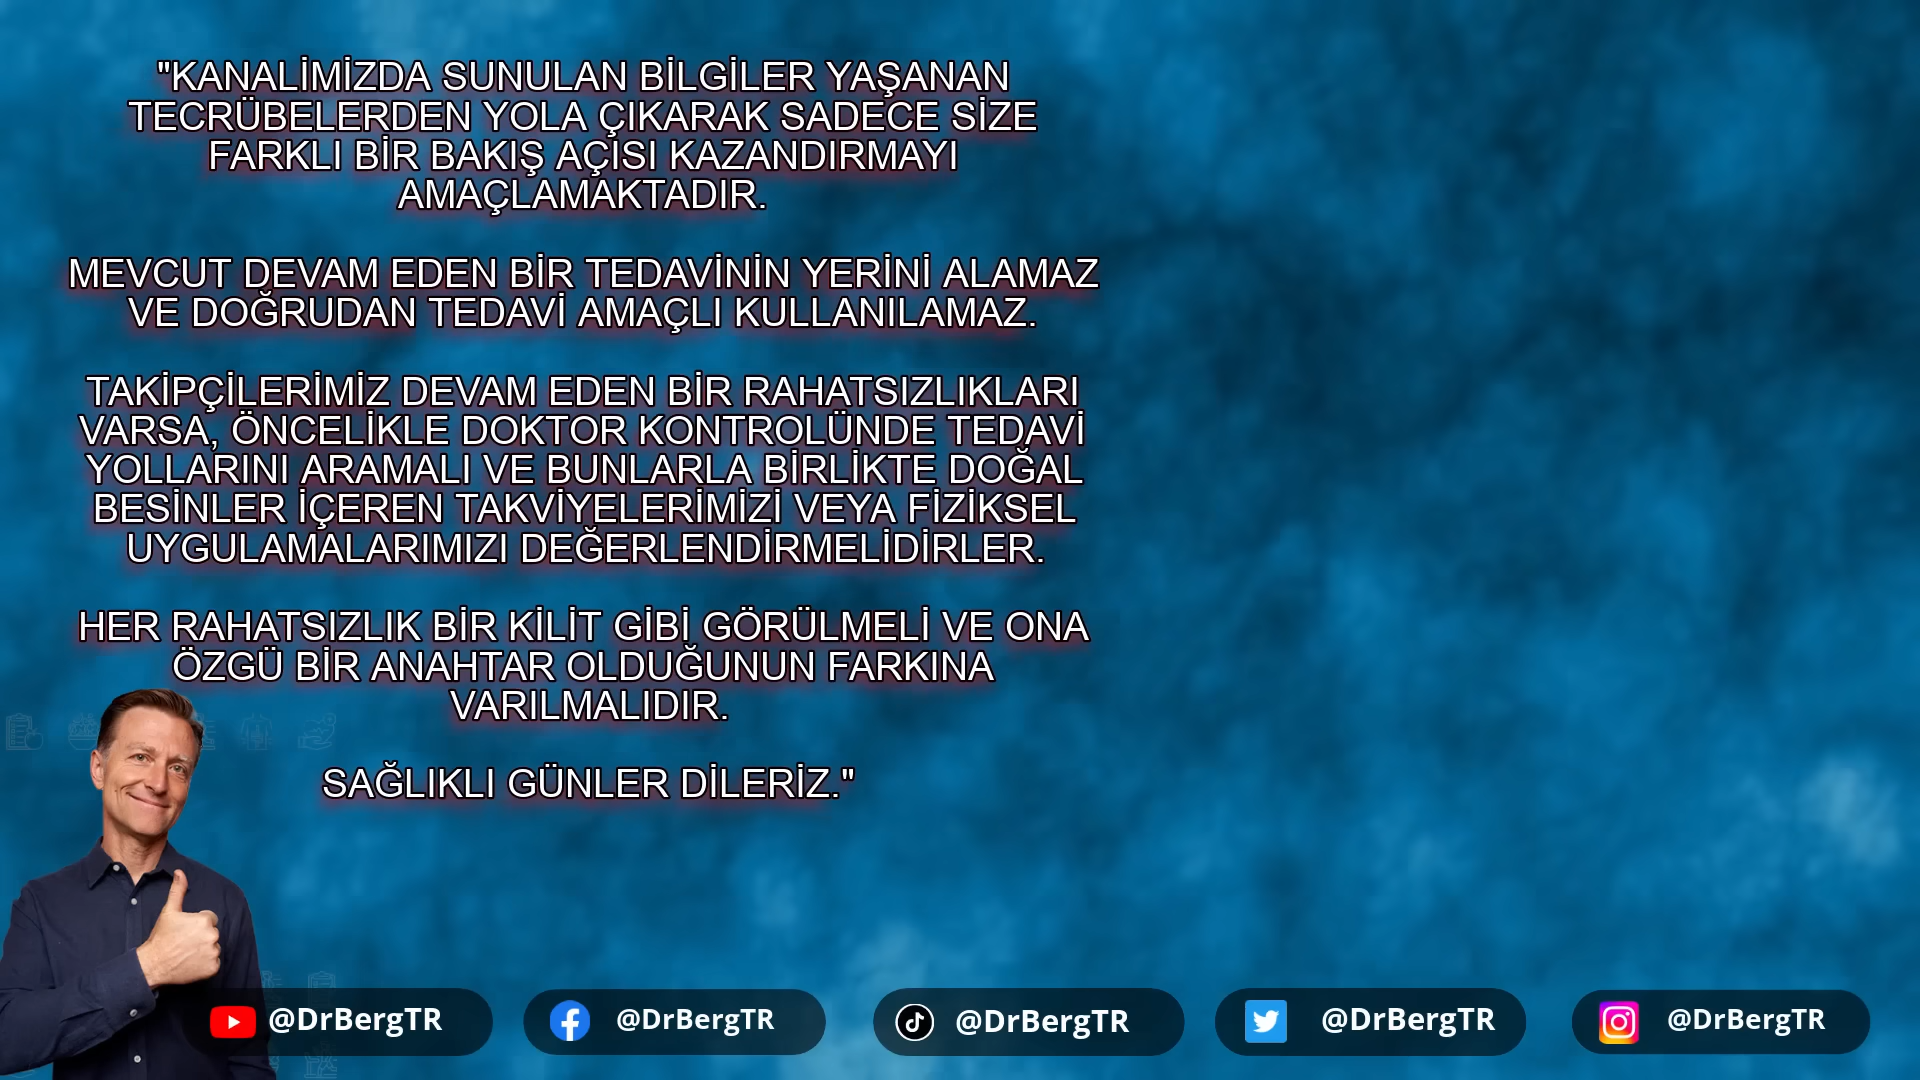 "KANALİMİZDA SUNULAN BİLGİLER YAŞANAN
TECRÜBELERDEN YOLA ÇIKARAK SADECE SİZE
FARKLI BİR BAKIŞ AÇISI KAZANDIRMAYI
AMAÇLAMAKTADIR.
MEVCUT DEVAM EDEN BİR TEDAVİNİN YERİNİ ALAMAZ
VE DOĞRUDAN TEDAVİ AMAÇLI KULLANILAMAZ.
TAKİPÇİLERİMİZ DEVAM EDEN BİR RAHATSIZLIKLARI
VARSA, ÖNCELİKLE DOKTOR KONTROLÜNDE TEDAVİ
YOLLARINI ARAMALI VE BUNLARLA BİRLİKTE DOĞAL
BESİNLER İÇEREN TAKVİYELERİMİZİ VEYA FİZİKSEL
UYGULAMALARIMIZI DEĞERLENDİRMELİDİRLER.
HER RAHATSIZLIK BİR KİLİT GİBİ GÖRÜLMELİ VE ONA
ÖZGÜ BİR ANAHTAR OLDUĞUNUN FARKINA
VARILMALIDIR.
SAĞLIKLI GÜNLER DİLERİZ."
@DrBergTR
@DrBergTR
@DrBergTR
@DrBergTR
@DrBergTR